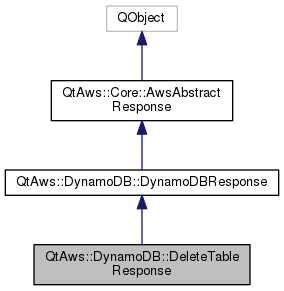 QObject
QtAws::Core::AwsAbstract
Response
QtAws::DynamoDB::DynamoDBResponse
QtAws::DynamoDB::DeleteTable
Response